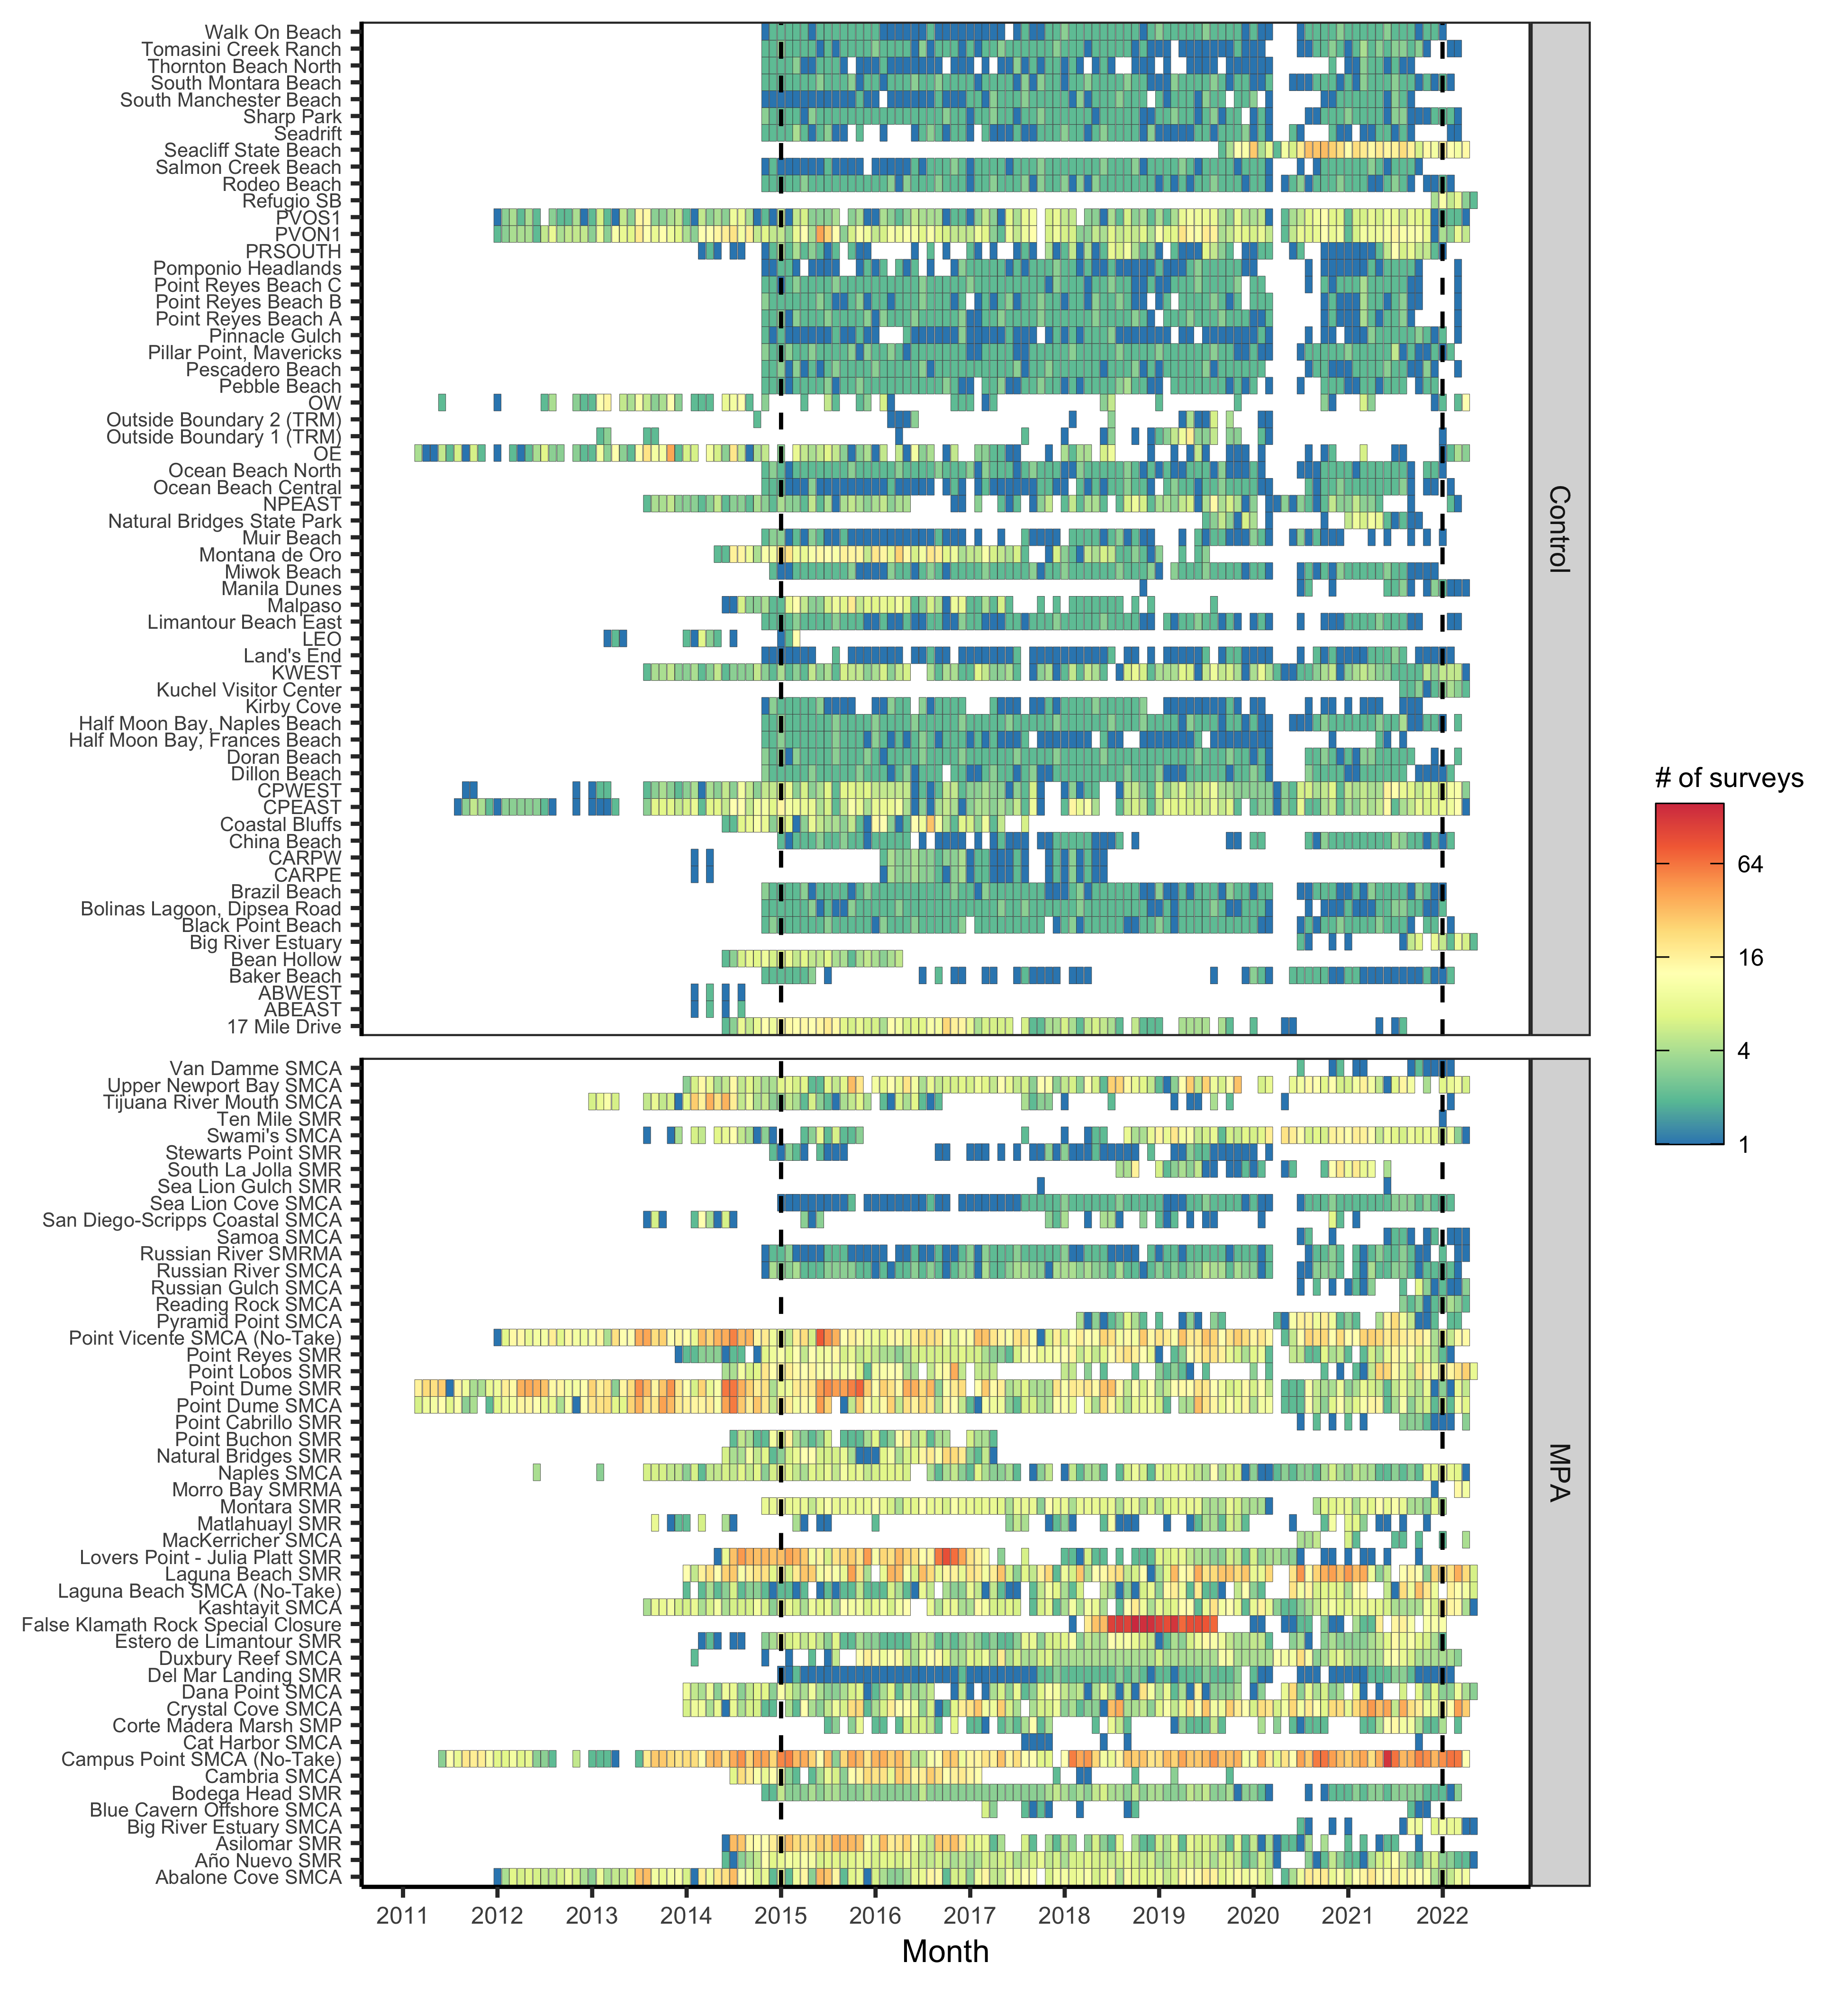 Walk On Beach
Tomasini Creek Ranch
Thornton Beach North
South Montara Beach
South Manchester Beach
Sharp Park
Seadrift
Seacliff State Beach
Salmon Creek Beach
Rodeo Beach
Refugio SB
PVOS1
PVON1
PRSOUTH
Pomponio Headlands
Point Reyes Beach C
Point Reyes Beach B
Point Reyes Beach A
Pinnacle Gulch
Pillar Point, Mavericks
Pescadero Beach
Pebble Beach
OW
Outside Boundary 2 (TRM)
Outside Boundary 1 (TRM)
OE
Ocean Beach North
Ocean Beach Central
NPEAST
Natural Bridges State Park
Muir Beach
Montana de Oro
Miwok Beach
Manila Dunes
Malpaso
Limantour Beach East
LEO
Land's End
KWEST
Kuchel Visitor Center
Kirby Cove
Half Moon Bay, Naples Beach
Half Moon Bay, Frances Beach
Doran Beach
Dillon Beach
CPWEST
CPEAST
Coastal Bluffs
China Beach
CARPW
CARPE
Brazil Beach
Bolinas Lagoon, Dipsea Road
Black Point Beach
Big River Estuary
Bean Hollow
Baker Beach
ABWEST
ABEAST
17 Mile Drive
Control
Van Damme SMCA
Upper Newport Bay SMCA
Tijuana River Mouth SMCA
Ten Mile SMR
Swami's SMCA
Stewarts Point SMR
South La Jolla SMR
Sea Lion Gulch SMR
Sea Lion Cove SMCA
San Diego-Scripps Coastal SMCA
Samoa SMCA
Russian River SMRMA
Russian River SMCA
Russian Gulch SMCA
Reading Rock SMCA
Pyramid Point SMCA
Point Vicente SMCA (No-Take)
Point Reyes SMR
Point Lobos SMR
Point Dume SMR
Point Dume SMCA
Point Cabrillo SMR
Point Buchon SMR
Natural Bridges SMR
Naples SMCA
Morro Bay SMRMA
Montara SMR
Matlahuayl SMR
MacKerricher SMCA
Lovers Point - Julia Platt SMR
Laguna Beach SMR
Laguna Beach SMCA (No-Take)
Kashtayit SMCA
False Klamath Rock Special Closure
Estero de Limantour SMR
Duxbury Reef SMCA
Del Mar Landing SMR
Dana Point SMCA
Crystal Cove SMCA
Corte Madera Marsh SMP
Cat Harbor SMCA
Campus Point SMCA (No-Take)
Cambria SMCA
Bodega Head SMR
Blue Cavern Offshore SMCA
Big River Estuary SMCA
Asilomar SMR
Año Nuevo SMR
Abalone Cove SMCA
MPA
2011 2012 2013 2014 2015 2016 2017 2018 2019 2020 2021 2022
Month
# of surveys
64
16
4
1